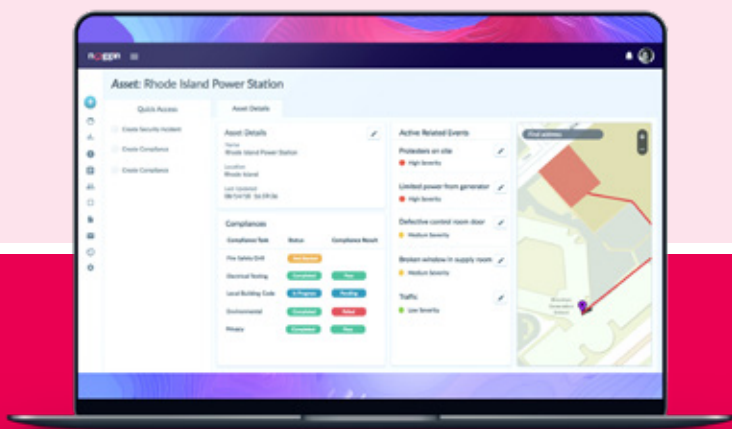 Asset: Rhode Island Power Station
Quick Access
Asset Details
Create Security Incident
Create Compliance
Create Compliance
Asset Details
Name
Rhode Island Power Station
Location
Rhode Island
Last Updated
Compliances
Compliance Task Status Compliance Result
Fire Safety Drill
Electrical Testing Completed Pass
Local Building Code In Progress Pending
Environmental Completed Failed
Privacy Completed Pass
Active Related Events
Protesters on site
High Severity
Limited power from generator
High Severity
Defective control room door
Medium Severity
Broken window in supply room
Medium Severity
Traffic
Low Severity
Find address